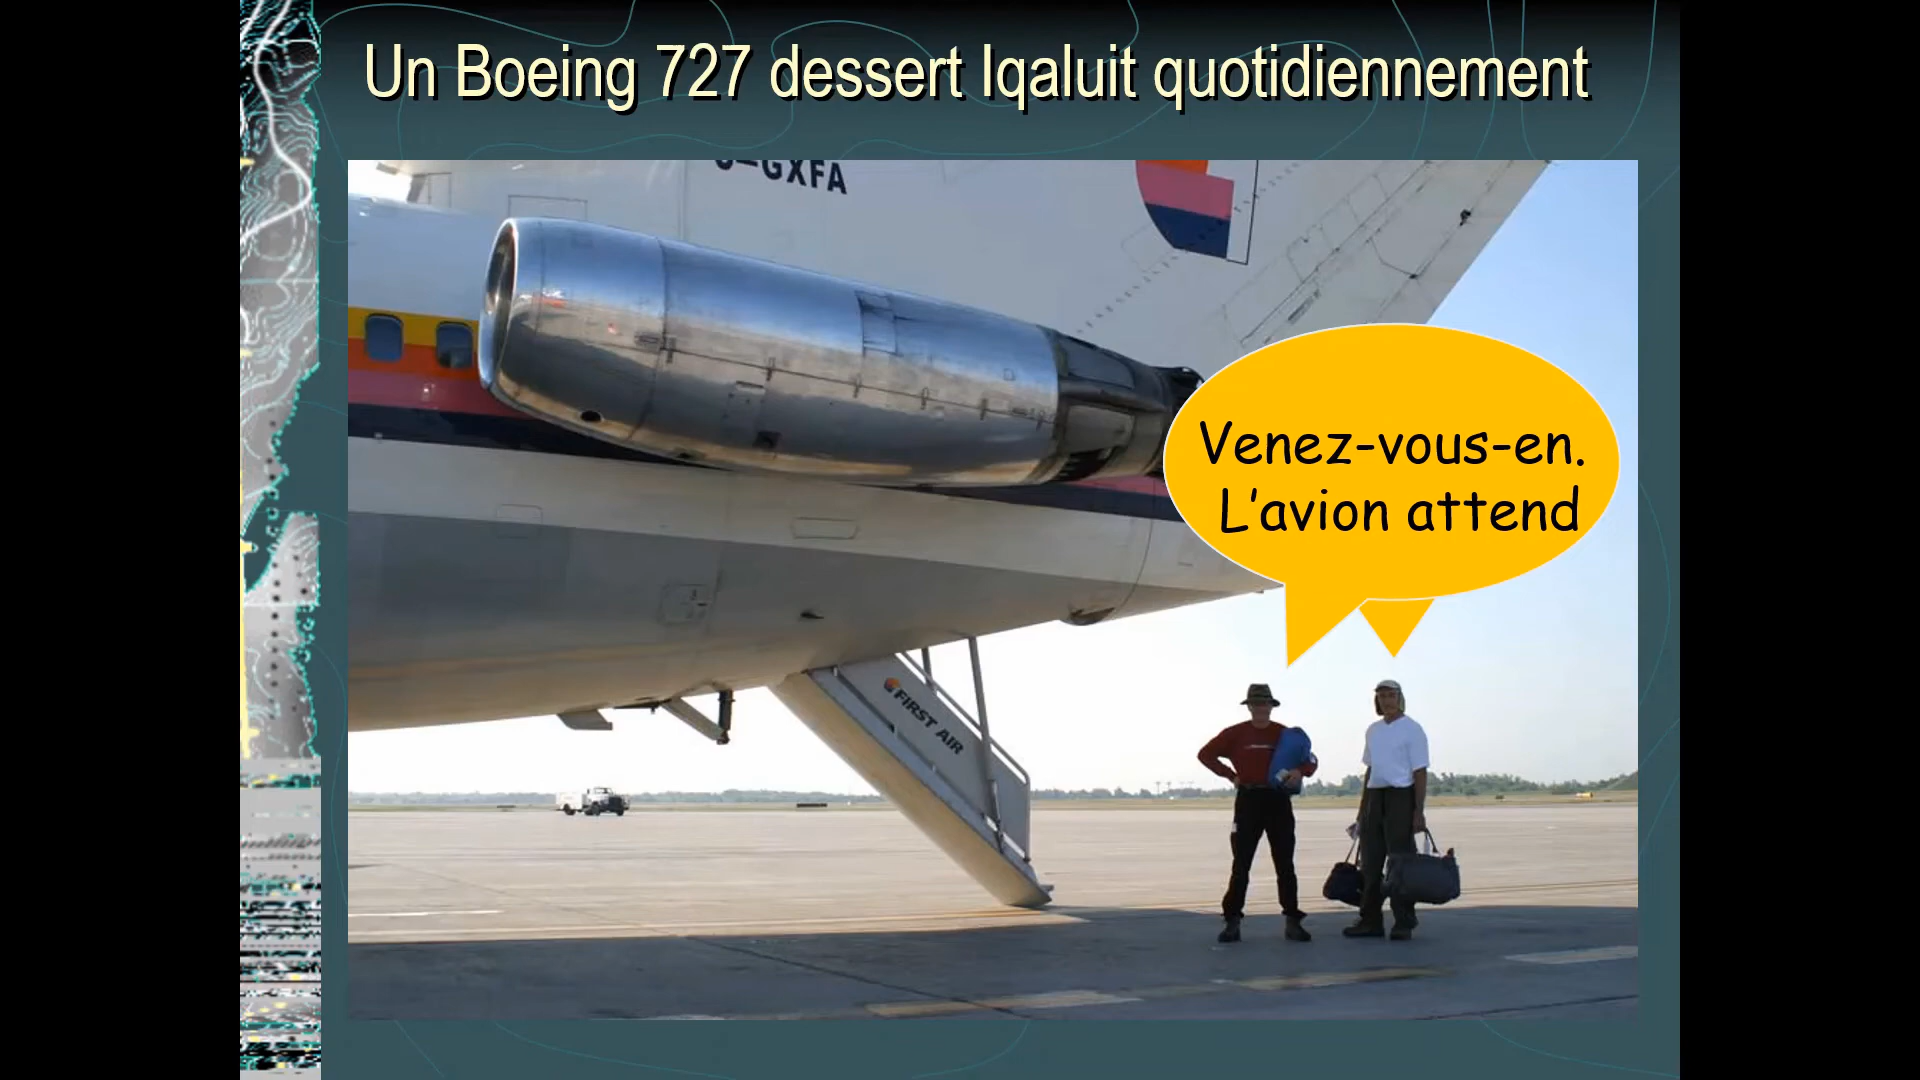 Un Boeing 727 dessert Iqaluit quotidiennement
-GXFA
Venez-vous-en.
L’avion attend
FIRST AIR